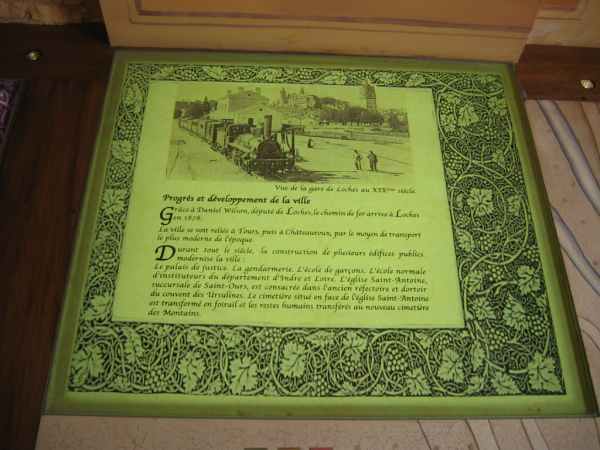 Vue de la gare de Loches au XIXème siècle.
Progrès et développement de la ville
Grâce à Daniel Wilson, député de Loches, le chemin de fer arrive à Loches
en 1878.
La ville se voit reliée à Tours, puis à Châteauroux, par le moyen de transport
le plus moderne de l'époque.
Durant tout le siècle, la construction de plusieurs édifices publics
modernise la ville :
Le palais de justice. La gendarmerie. L'école de garçons. L'école normale
d'instituteurs du département d'Indre et Loire. L'église Saint-Antoine,
succursale de Saint-Ours, est consacrée dans l'ancien réfectoire et dortoir
du couvent des Ursulines. Le cimetière situé en face de l'église Saint-Antoine
est transformé en foirail et les restes humains transférés au nouveau cimetière
des Montains.